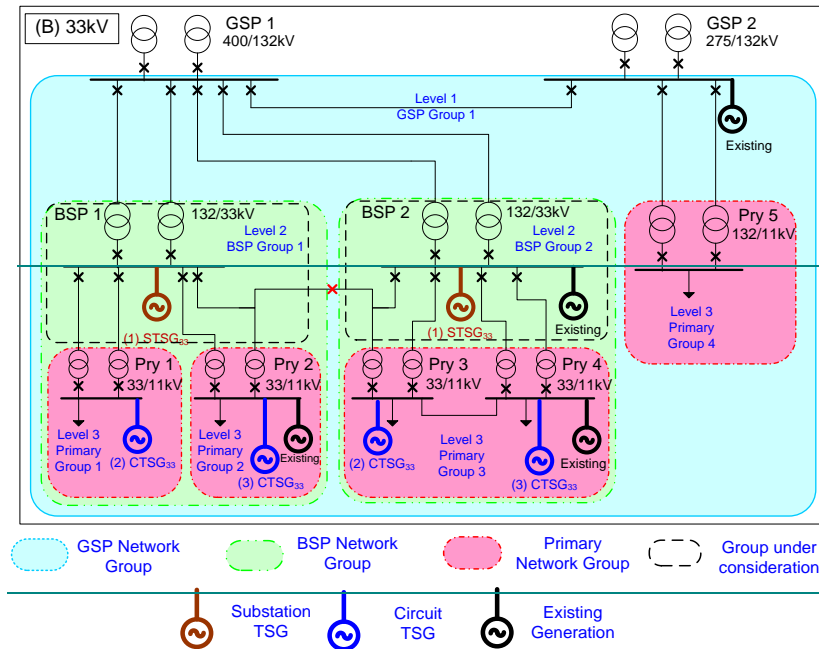 (B) 33kV
GSP 1
400/132kV
GSP 2
275/132kV
Level 1
GSP Group 1
Existing
BSP 1
132/33kV
Level 2
BSP Group 1
BSP 2
132/33kV
Level 2
BSP Group 2
Pry 5
132/11kV
(1) STSG33
(1) STSG33
Existing
Level 3
Primary
Group 4
Pry 1
33/11kV
Pry 2
33/11kV
Pry 3
33/11kV
Pry 4
33/11kV
Level 3
Primary
Group 1
(2) CTSG33
Level 3
Primary
Group 2
Existing
(3) CTSG33
(2) CTSG33
Level 3
Primary
Group 3
Existing
(3) CTSG33
GSP Network
Group
BSP Network
Group
Primary
Network Group
Group under
consideration
Substation
TSG
Circuit
TSG
Existing
Generation